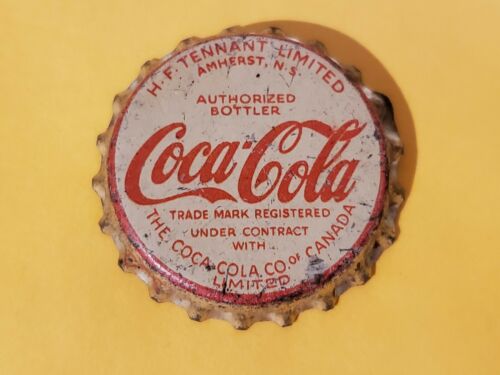 H. F. TENNANT LIMITED
AMHERST, N.S.
AUTHORIZED
BOTTLER
Coca-Cola
TRADE MARK REGISTERED
UNDER CONTRACT
WITH
THE COCA-COLA CO. OF CANADA
LIMITED